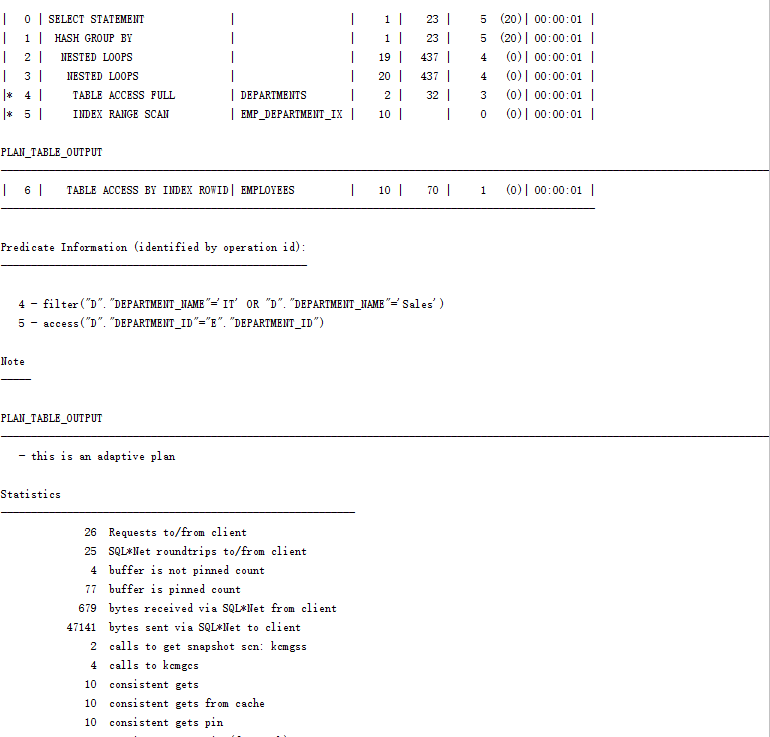 |   0 | SELECT STATEMENT             |                   |     1 |    23 |     5  (20)| 00:00:01 |
|   1 |  HASH GROUP BY               |                   |     1 |    23 |     5  (20)| 00:00:01 |
|   2 |   NESTED LOOPS               |                   |    19 |   437 |     4   (0)| 00:00:01 |
|   3 |    NESTED LOOPS              |                   |    20 |   437 |     4   (0)| 00:00:01 |
|*  4 |     TABLE ACCESS FULL        | DEPARTMENTS       |     2 |    32 |     3   (0)| 00:00:01 |
|*  5 |     INDEX RANGE SCAN         | EMP_DEPARTMENT_IX |    10 |       |     0   (0)| 00:00:01 |
PLAN_TABLE_OUTPUT
|   6 |    TABLE ACCESS BY INDEX ROWID| EMPLOYEES         |    10 |    70 |     1   (0)| 00:00:01 |
Predicate Information (identified by operation id):
4 - filter("D"."DEPARTMENT_NAME"='IT' OR "D"."DEPARTMENT_NAME"='Sales')
5 - access("D"."DEPARTMENT_ID"="E"."DEPARTMENT_ID")
Note
-----
PLAN_TABLE_OUTPUT
- this is an adaptive plan
Statistics
26 Requests to/from client
25 SQL*Net roundtrips to/from client
4 buffer is not pinned count
77 buffer is pinned count
679 bytes received via SQL*Net from client
47141 bytes sent via SQL*Net to client
2 calls to get snapshot scn: kcmgss
4 calls to kcmgcs
10 consistent gets
10 consistent gets from cache
10 consistent gets pin